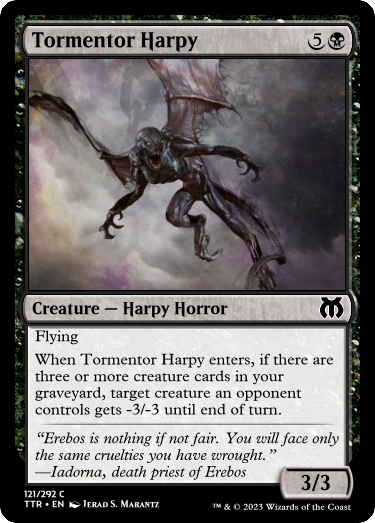 Tormentor Harpy 5
Creature — Harpy Horror
Flying
When Tormentor Harpy enters, if there are
three or more creature cards in your
graveyard, target creature an opponent
controls gets -3/-3 until end of turn.
“Erebos is nothing if not fair. You will face only
the same cruelties you have wrought.”
—Iadorna, death priest of Erebos
3/3
121/292 C
TTR • EN Jerad S. Marantz
™ & © 2023 Wizards of the Coast